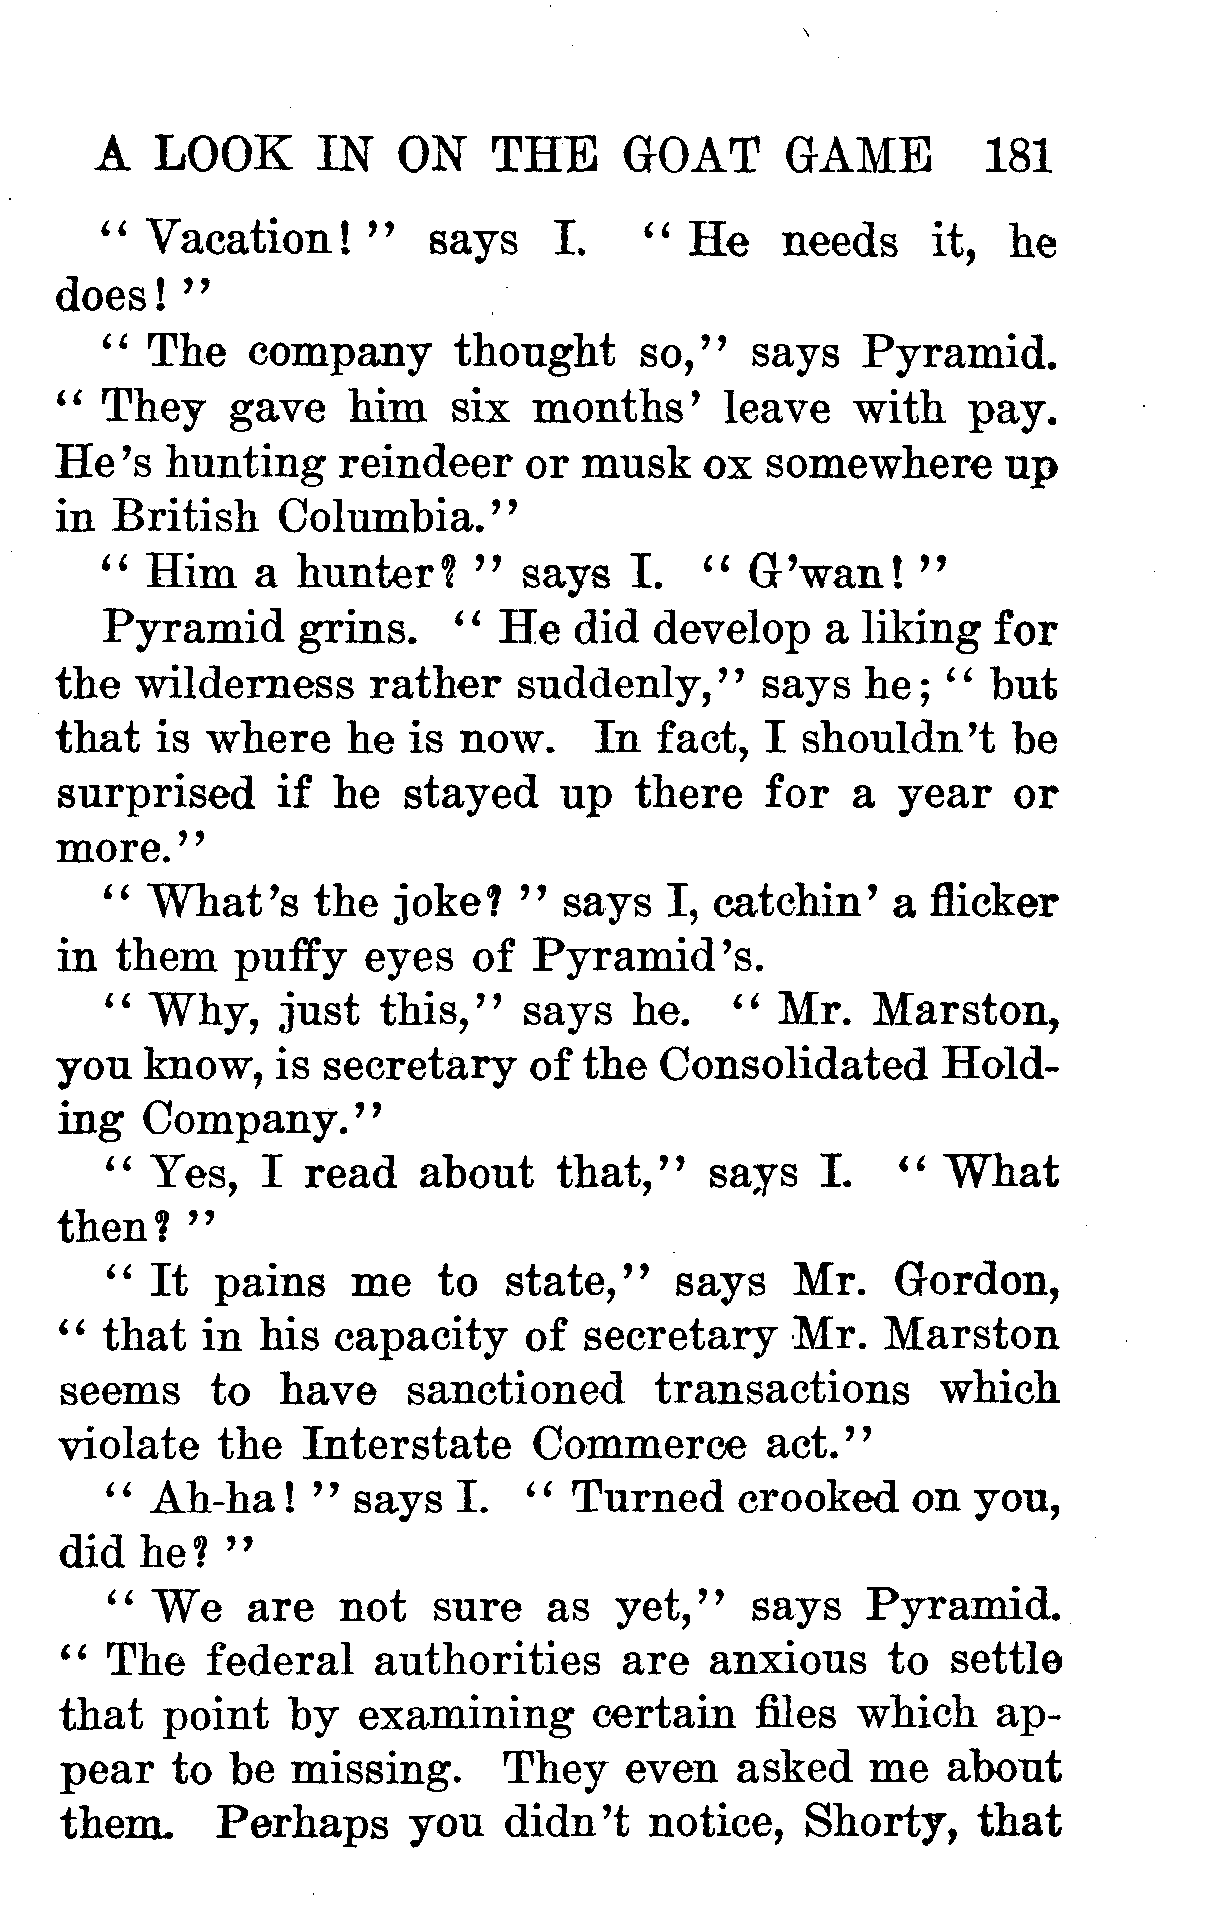 A LOOK IN ON THE GOAT GAME 181
“ Vacation! ” says I. “ He needs it, he
does! ”
“ The company thought so,” says Pyramid.
“ They gave him six months’ leave with pay.
He’s hunting reindeer or musk ox somewhere up
in British Columbia.”
“ Him a hunter? ” says I. “ G’wan! ”
Pyramid grins. “ He did develop a liking for
the wilderness rather suddenly,” says he; “ but
that is where he is now. In fact, I shouldn’t be
surprised if he stayed up there for a year or
more.”
“ What’s the joke? ” says I, catchin’ a flicker
in them puffy eyes of Pyramid’s.
“ Why, just this,” says he. “ Mr. Marston,
you know, is secretary of the Consolidated Hold-
ing Company.”
“ Yes, I read about that,” says I. “ What
then? ”
“ It pains me to state,” says Mr. Gordon,
“ that in his capacity of secretary Mr. Marston
seems to have sanctioned transactions which
violate the Interstate Commerce act.”
“ Ah-ha! ” says I. “ Turned crooked on you,
did he? ”
“ We are not sure as yet,” says Pyramid.
“ The federal authorities are anxious to settle
that point by examining certain files which ap-
pear to be missing. They even asked me about
them. Perhaps you didn’t notice, Shorty, that